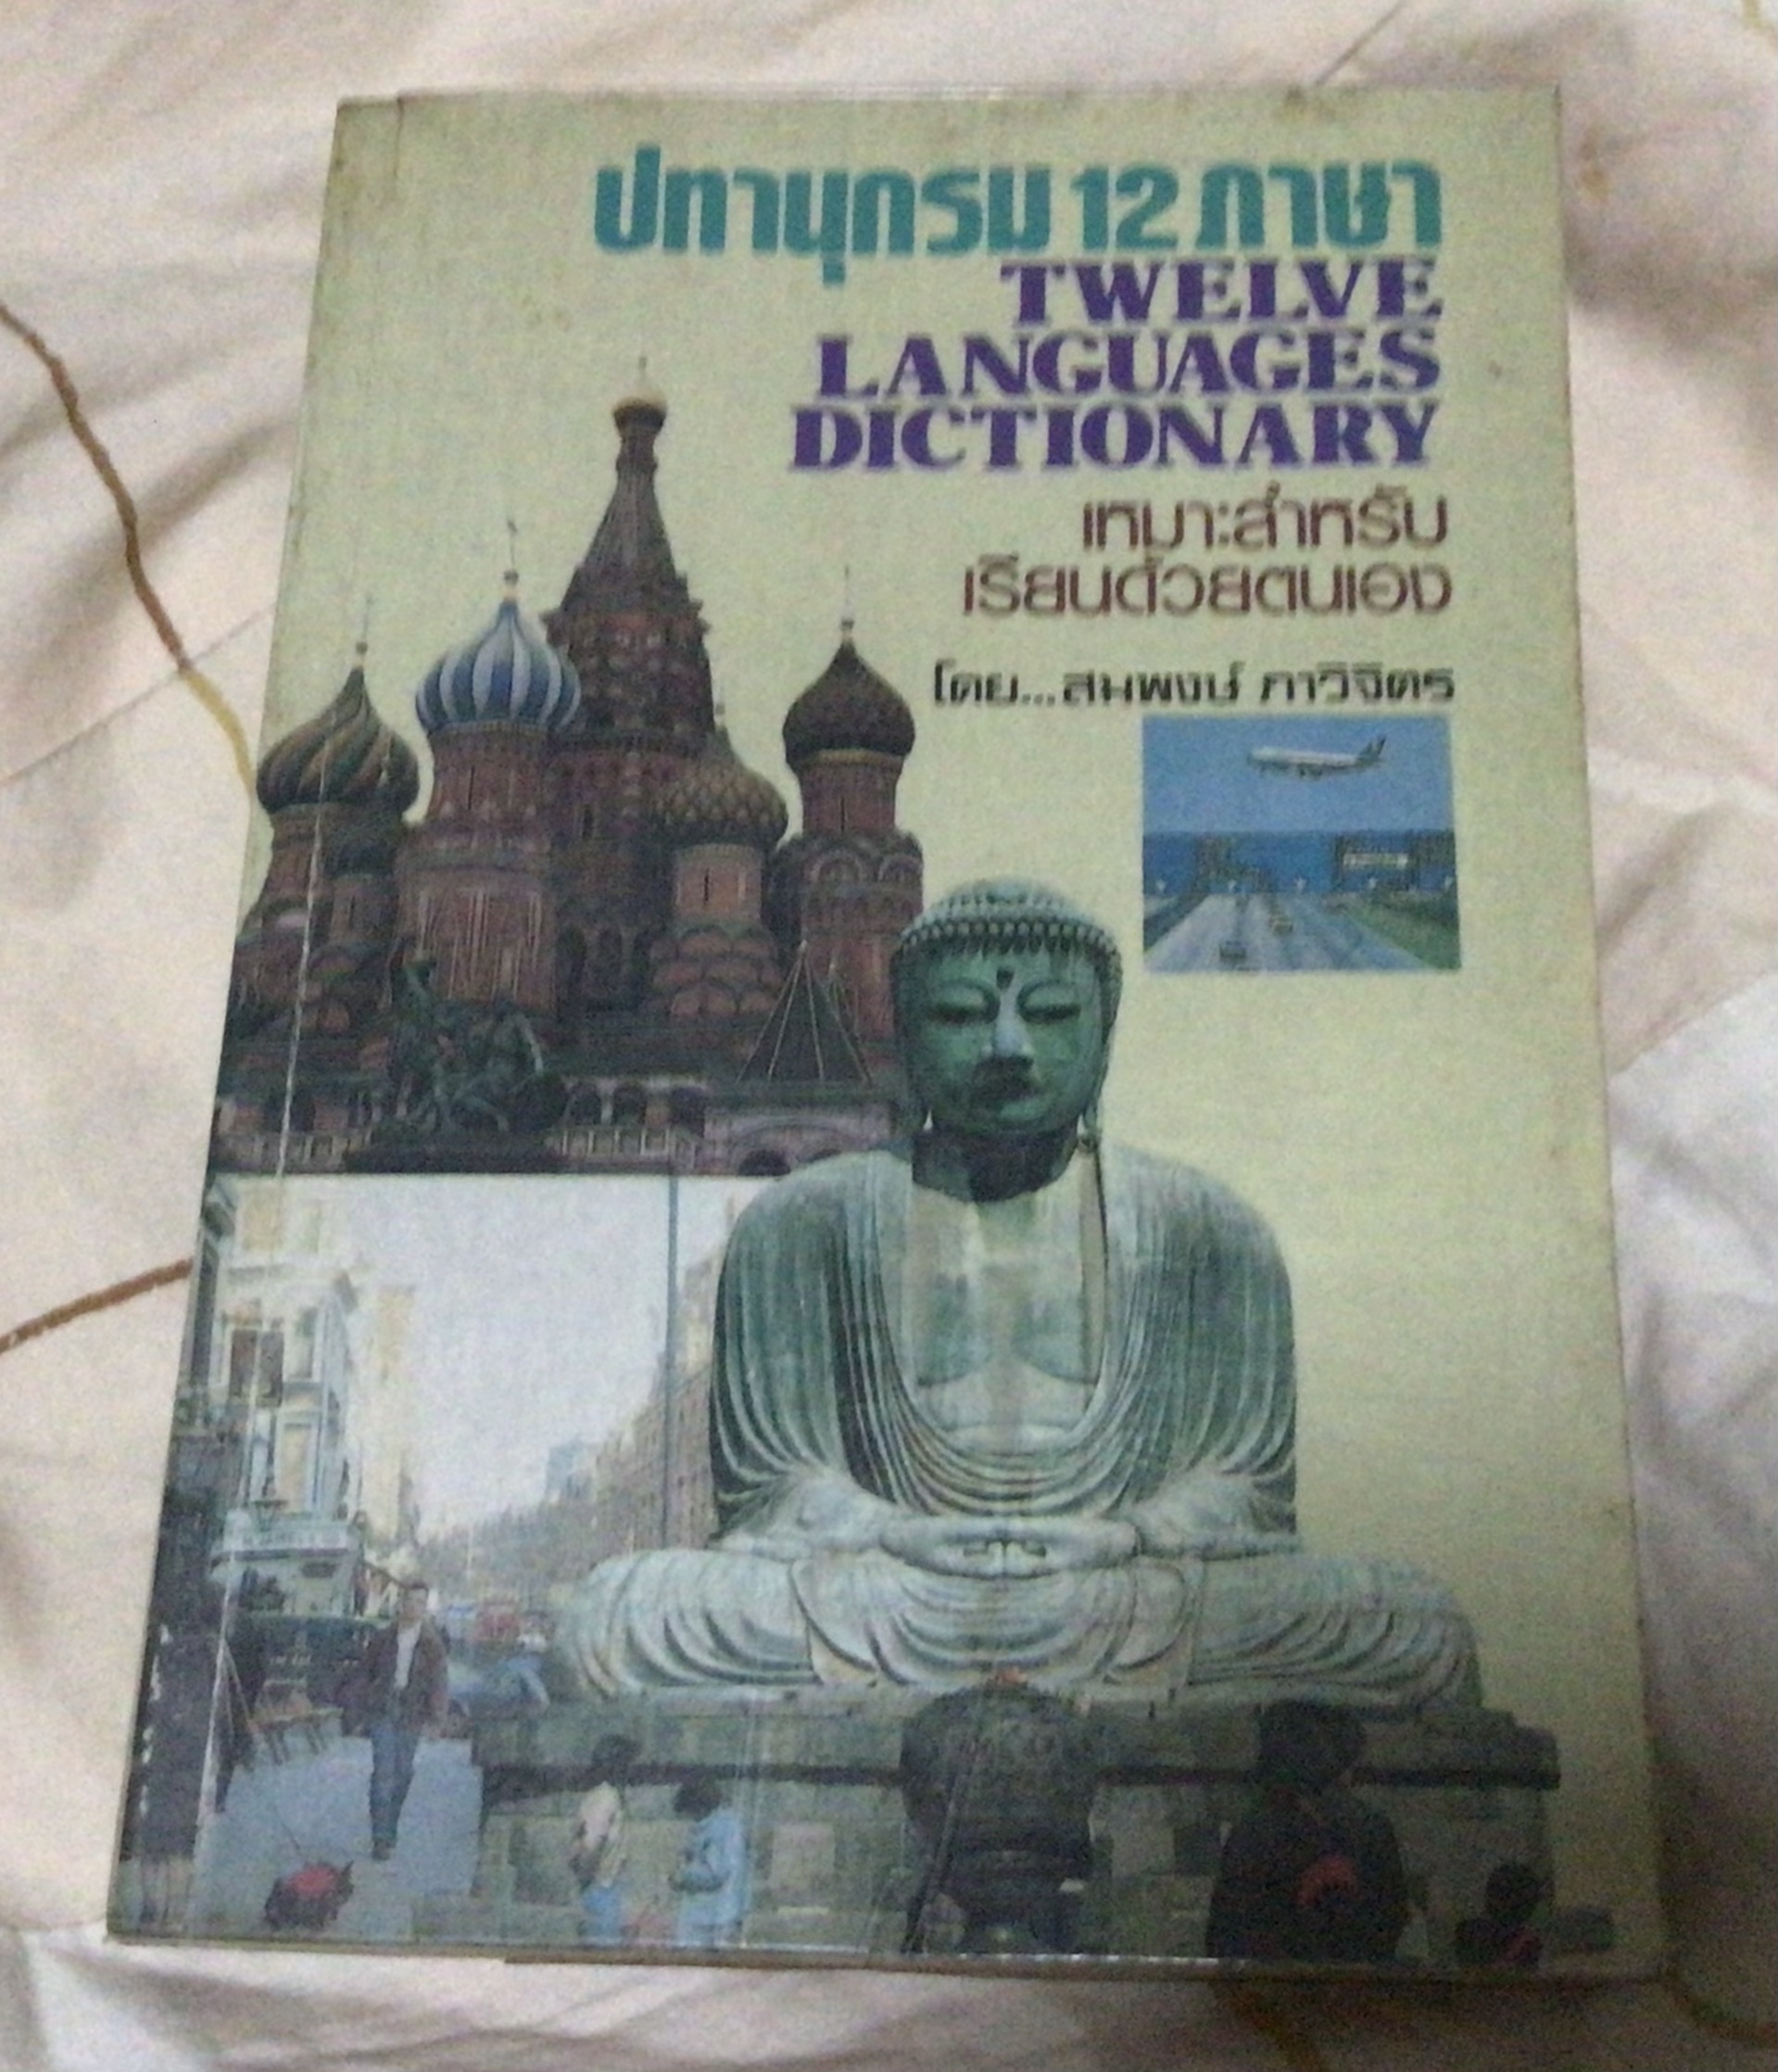 ปทานุกรม 12 ภาษา
TWELVE
LANGUAGES
DICTIONARY
เหมาะสำหรับ
เรียนด้วยตนเอง
โดย...สมพงษ์ ภาวิจิตร